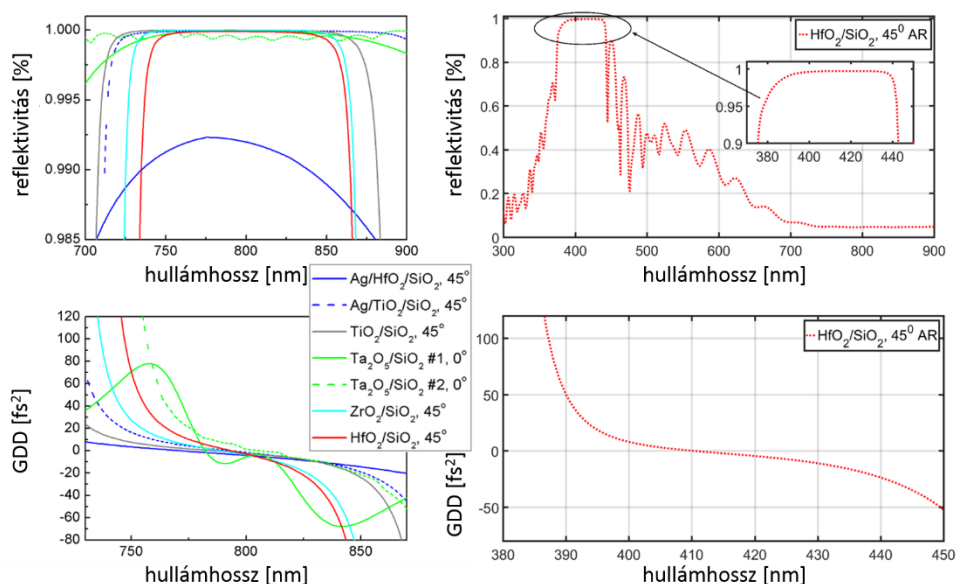 1.000
0.995
0.990
0.985
reflektivitás [%]
700 750 800 850 900
hullámhossz [nm]
1
0.8
0.6
0.4
0.2
0
reflektivitás [%]
HfO₂/SiO₂, 45⁰ AR
1
0.95
0.9
380 400 420 440
300 400 500 600 700 800 900
hullámhossz [nm]
Ag/HfO₂/SiO₂, 45°
Ag/TiO₂/SiO₂, 45°
TiO₂/SiO₂, 45°
Ta₂O₅/SiO₂ #1, 0°
Ta₂O₅/SiO₂ #2, 0°
ZrO₂/SiO₂, 45°
HfO₂/SiO₂, 45°
120
100
80
60
40
20
0
-20
-40
-60
-80
GDD [fs²]
750 800 850
hullámhossz [nm]
100
50
0
-50
GDD [fs²]
HfO₂/SiO₂, 45⁰ AR
380 390 400 410 420 430 440 450
hullámhossz [nm]